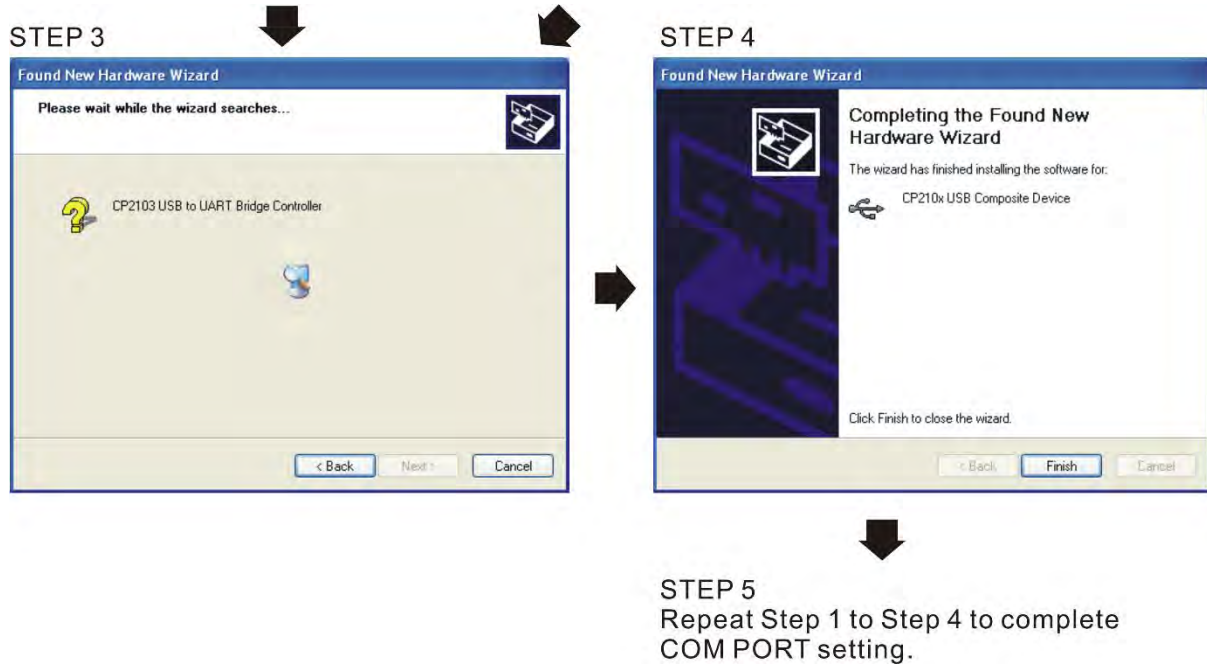 STEP 3
Found New Hardware Wizard
Please wait while the wizard searches...
CP2103 USB to UART Bridge Controller
< Back
Next >
Cancel
STEP 4
Found New Hardware Wizard
Completing the Found New
Hardware Wizard
The wizard has finished installing the software for:
CP210x USB Composite Device
Click Finish to close the wizard.
< Back
Finish
Cancel
STEP 5
Repeat Step 1 to Step 4 to complete
COM PORT setting.